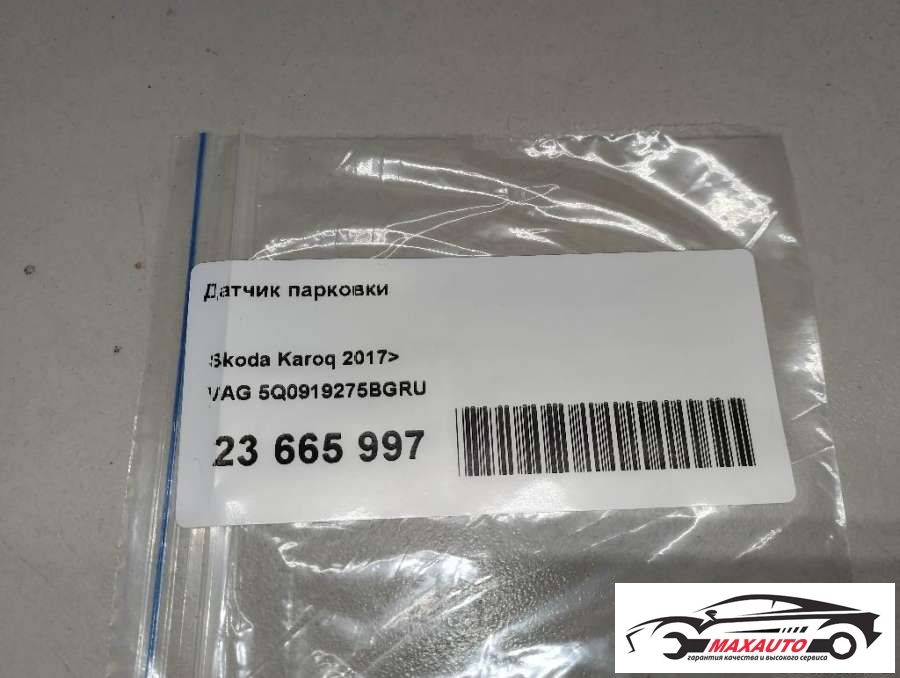 Датчик парковки
Skoda Karoq 2017>
VAG 5Q0919275BGRU
23 665 997
MAXAUTO
гарантия качества и высокого сервиса